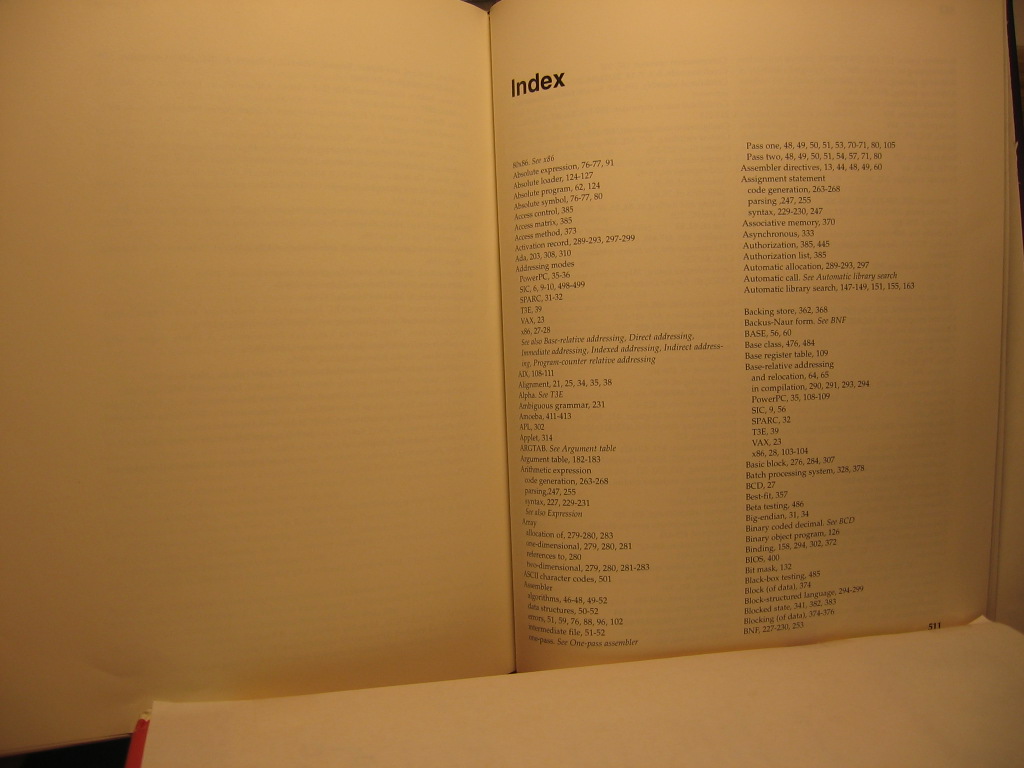 Index
80x86. See x86
Absolute expression, 76-77, 91
Absolute loader, 124-127
Absolute program, 62, 124
Absolute symbol, 76-77, 80
Access control, 385
Access matrix, 385
Access method, 373
Activation record, 289-293, 297-299
Ada, 203, 308, 310
Addressing modes
PowerPC, 35-36
SIC, 6, 9-10, 498-499
SPARC, 31-32
T3E, 39
VAX, 23
x86, 27-28
See also Base-relative addressing, Direct addressing,
Immediate addressing, Indexed addressing, Indirect address-
ing, Program-counter relative addressing
AIX, 108-111
Alignment, 21, 25, 34, 35, 38
Alpha. See T3E
Ambiguous grammar, 231
Amoeba, 411-413
APL, 302
Applet, 314
ARGTAB. See Argument table
Argument table, 182-183
Arithmetic expression
code generation, 263-268
parsing,247, 255
syntax, 227, 229-231
See also Expression
Array
allocation of, 279-280, 283
one-dimensional, 279, 280, 281
references to, 280
two-dimensional, 279, 280, 281-283
ASCII character codes, 501
Assembler
algorithms, 46-48, 49-52
data structures, 50-52
errors, 51, 59, 76, 88, 96, 102
intermediate file, 51-52
one-pass. See One-pass assembler
Pass one, 48, 49, 50, 51, 53, 70-71, 80, 105
Pass two, 48, 49, 50, 51, 54, 57, 71, 80
Assembler directives, 13, 44, 48, 49, 60
Assignment statement
code generation, 263-268
parsing ,247, 255
syntax, 229-230, 247
Associative memory, 370
Asynchronous, 333
Authorization, 385, 445
Authorization list, 385
Automatic allocation, 289-293, 297
Automatic call. See Automatic library search
Automatic library search, 147-149, 151, 155, 163
Backing store, 362, 368
Backus-Naur form. See BNF
BASE, 56, 60
Base class, 476, 484
Base register table, 109
Base-relative addressing
and relocation, 64, 65
in compilation, 290, 291, 293, 294
PowerPC, 35, 108-109
SIC, 9, 56
SPARC, 32
T3E, 39
VAX, 23
x86, 28, 103-104
Basic block, 276, 284, 307
Batch processing system, 328, 378
BCD, 27
Best-fit, 357
Beta testing, 486
Big-endian, 31, 34
Binary coded decimal. See BCD
Binary object program, 126
Binding, 158, 294, 302, 372
BIOS, 400
Bit mask, 132
Black-box testing, 485
Block (of data), 374
Block-structured language, 294-299
Blocked state, 341, 382, 383
Blocking (of data), 374-376
BNF, 227-230, 253
511